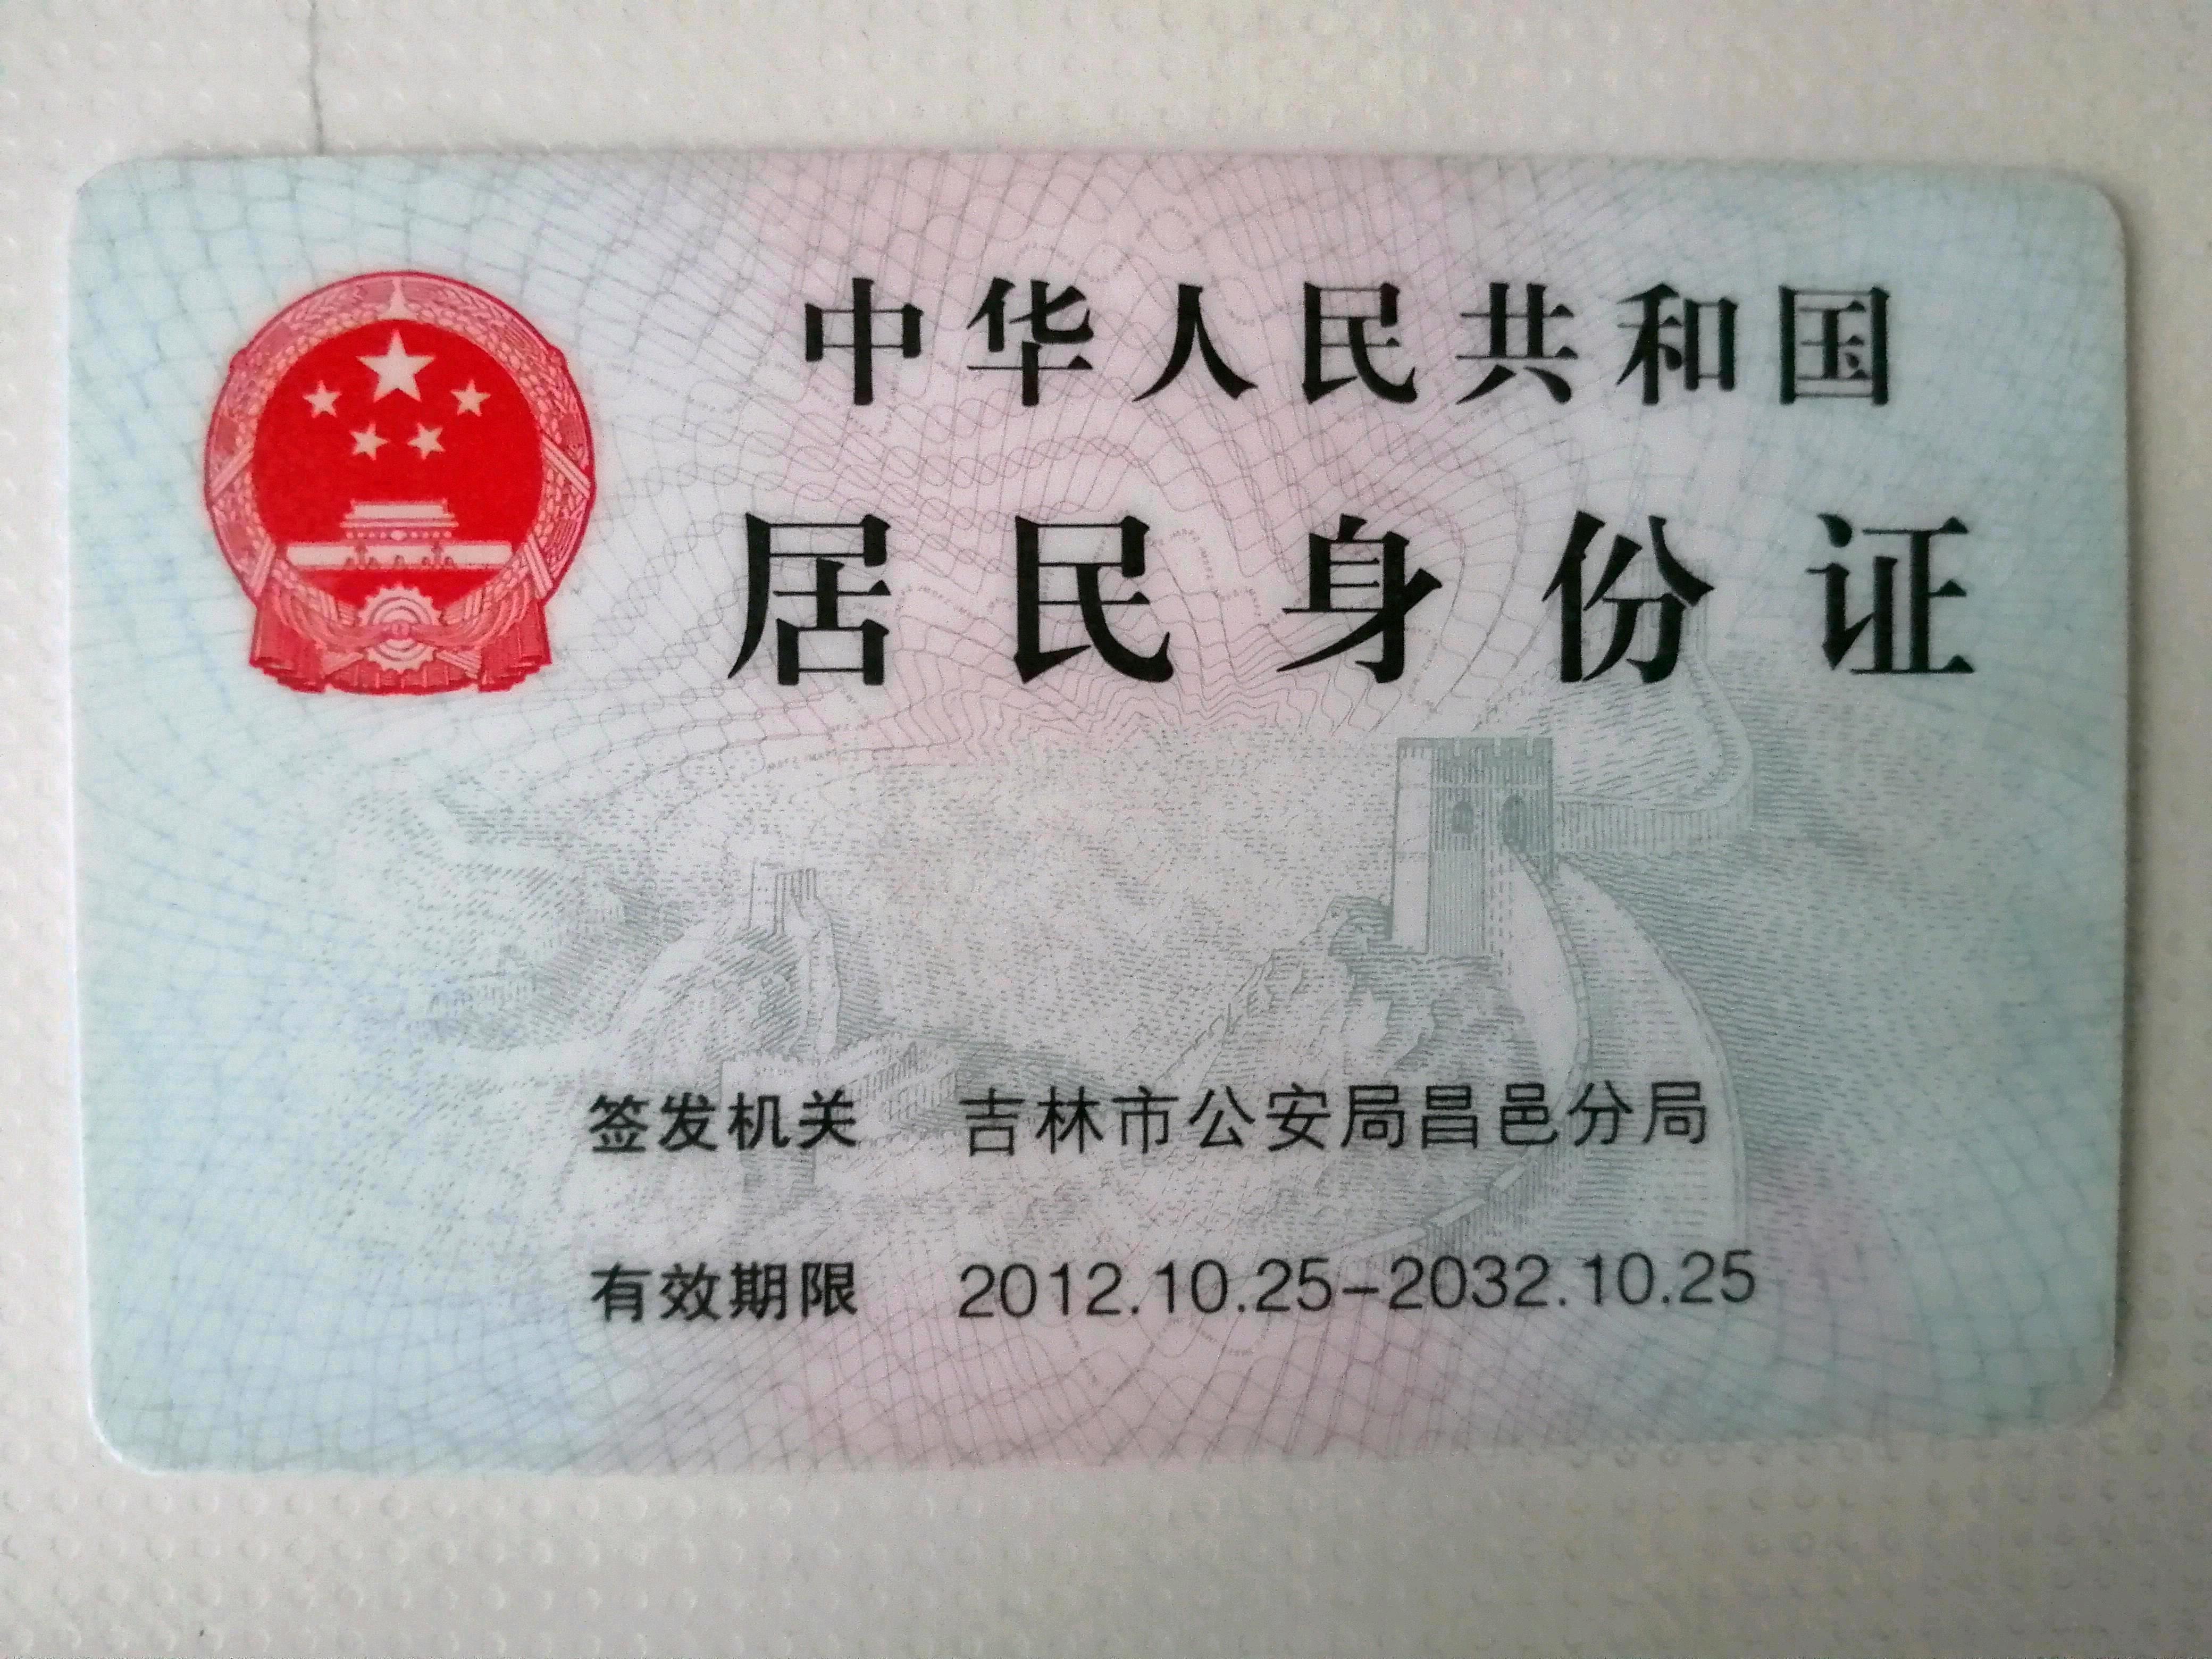 中华人民共和国
居民身份证
签发机关 吉林市公安局昌邑分局
有效期限 2012.10.25-2032.10.25